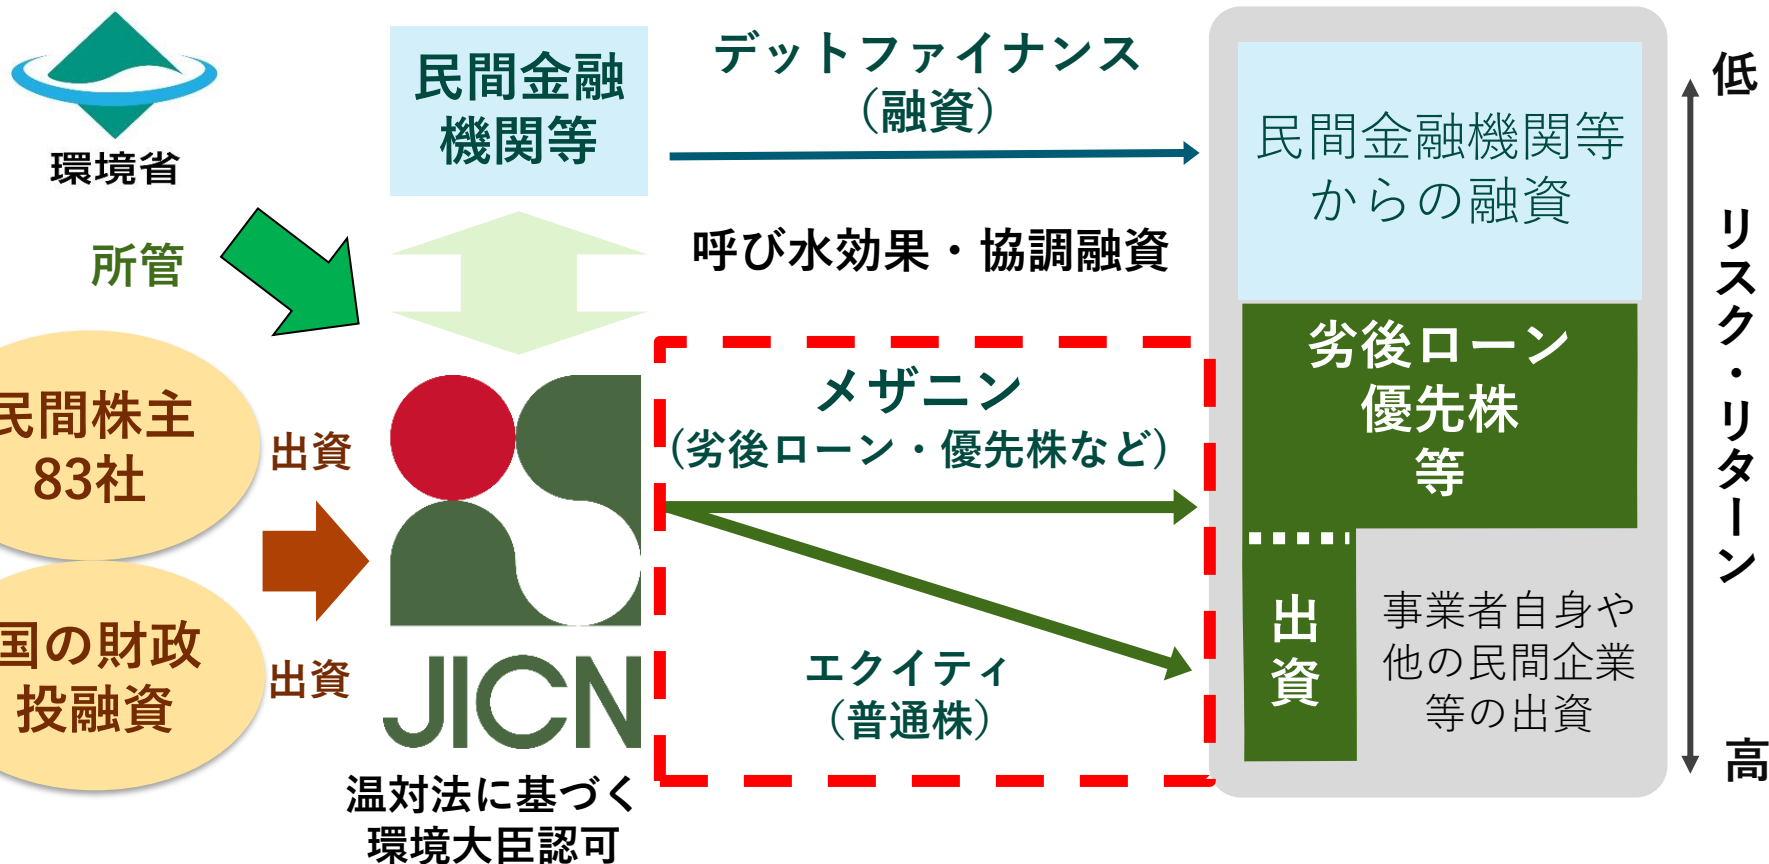 環境省
所管
民間株主
83社
国の財政
投融資
出資
出資
民間金融
機関等
JICN
温対法に基づく
環境大臣認可
デットファイナンス
（融資）
呼び水効果・協調融資
メザニン
(劣後ローン・優先株など)
エクイティ
（普通株）
民間金融機関等
からの融資
劣後ローン
優先株
等
出
資
事業者自身や
他の民間企業
等の出資
低
リスク・リターン
高